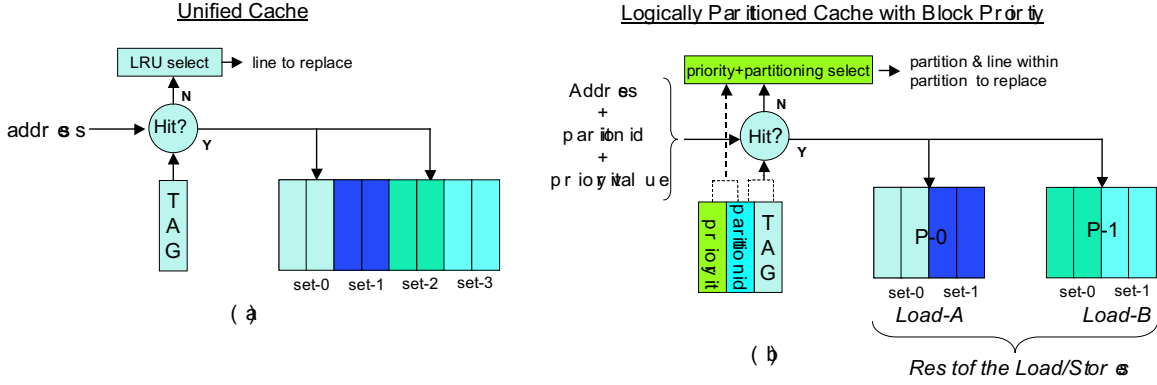 Unified Cache
LRU select
line to replace
N
address
Hit?
Y
TAG
set-0 set-1 set-2 set-3
(a)
Logically Partitioned Cache with Block Priority
priority+partitioning select
partition & line within
partition to replace
Address
+
partition id
+
priority value
N
Hit?
Y
priority
partition id
TAG
P-0
P-1
set-0 set-1
set-0 set-1
Load-A
Load-B
(b)
Rest of the Load/Stores